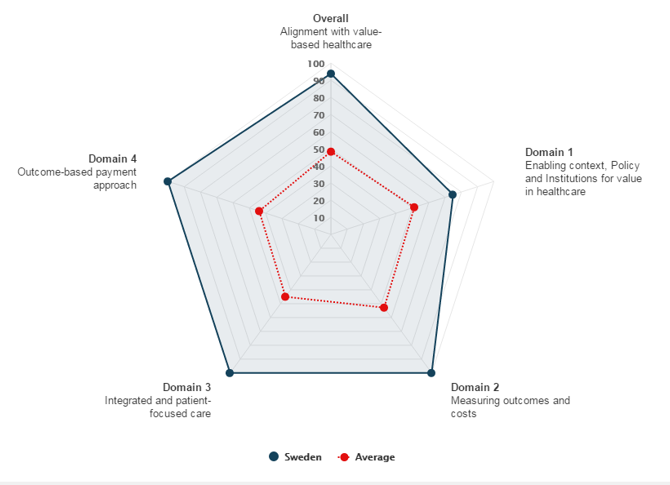 Overall
Alignment with value-
based healthcare
100
90
80
70
60
50
40
30
20
10
Domain 1
Enabling context, Policy
and Institutions for value
in healthcare
Domain 4
Outcome-based payment
approach
Domain 3
Integrated and patient-
focused care
Domain 2
Measuring outcomes and
costs
Sweden
Average